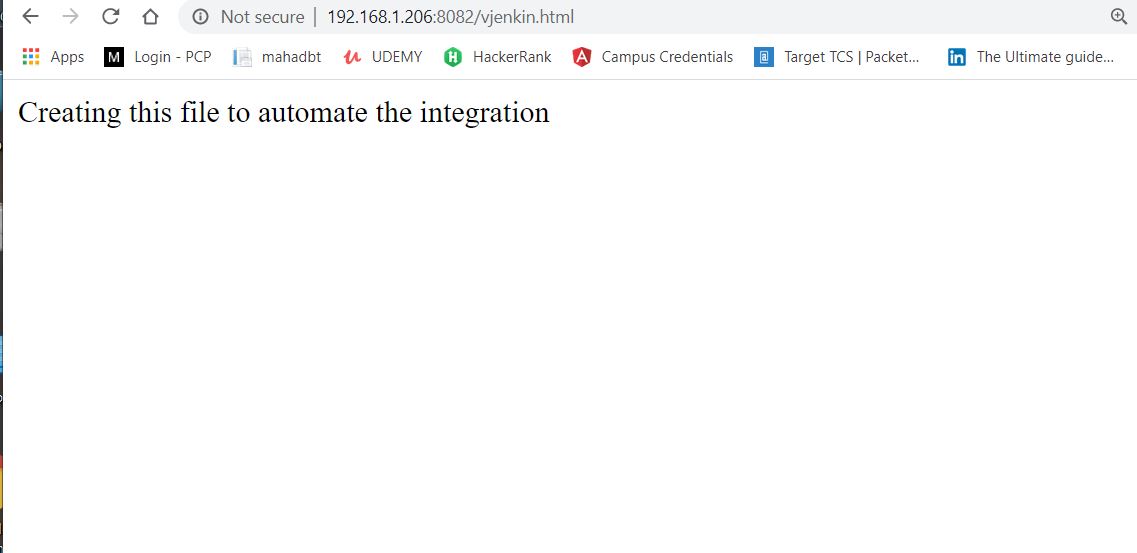 Not secure | 192.168.1.206:8082/vjenkin.html
Apps M Login - PCP mahadbt UDEMY HackerRank Campus Credentials Target TCS | Packet... in The Ultimate guide...
Creating this file to automate the integration